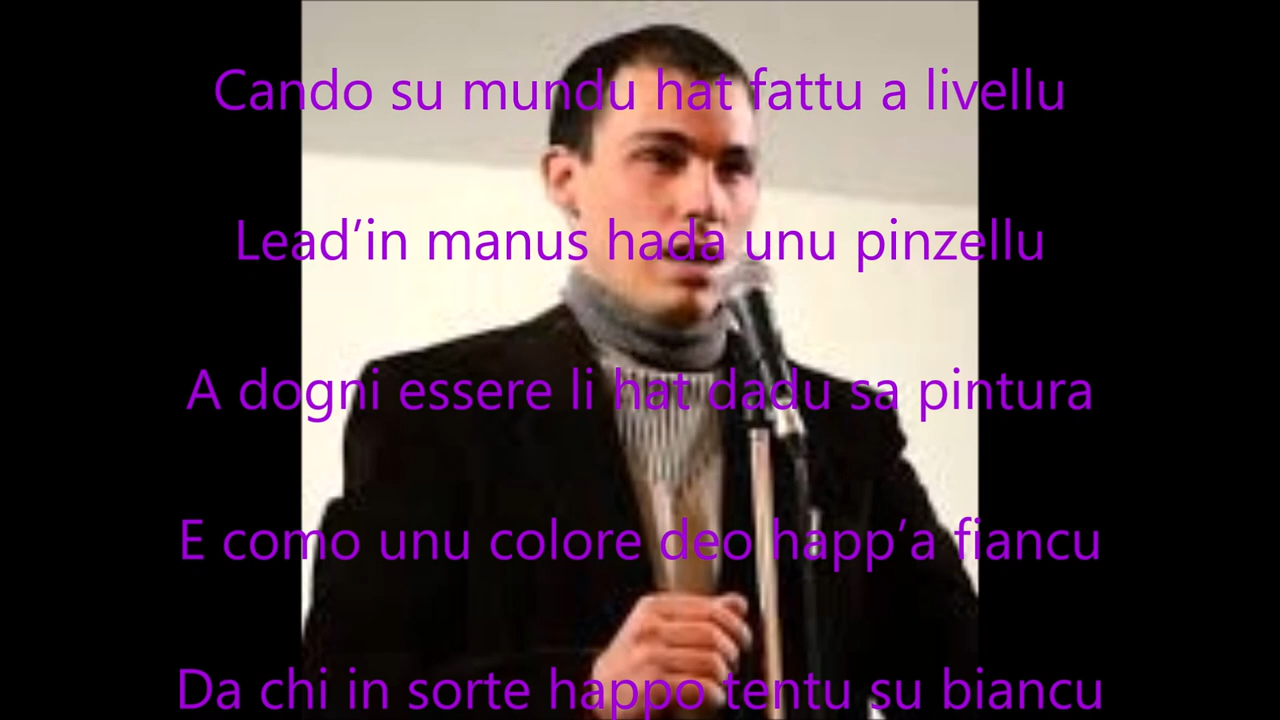 Cando su mundu hat fattu a livellu
Lead’in manus hada unu pinzellu
A dogni essere li hat dadu sa pintura
E como unu colore deo happ’a fiancu
Da chi in sorte happo tentu su biancu